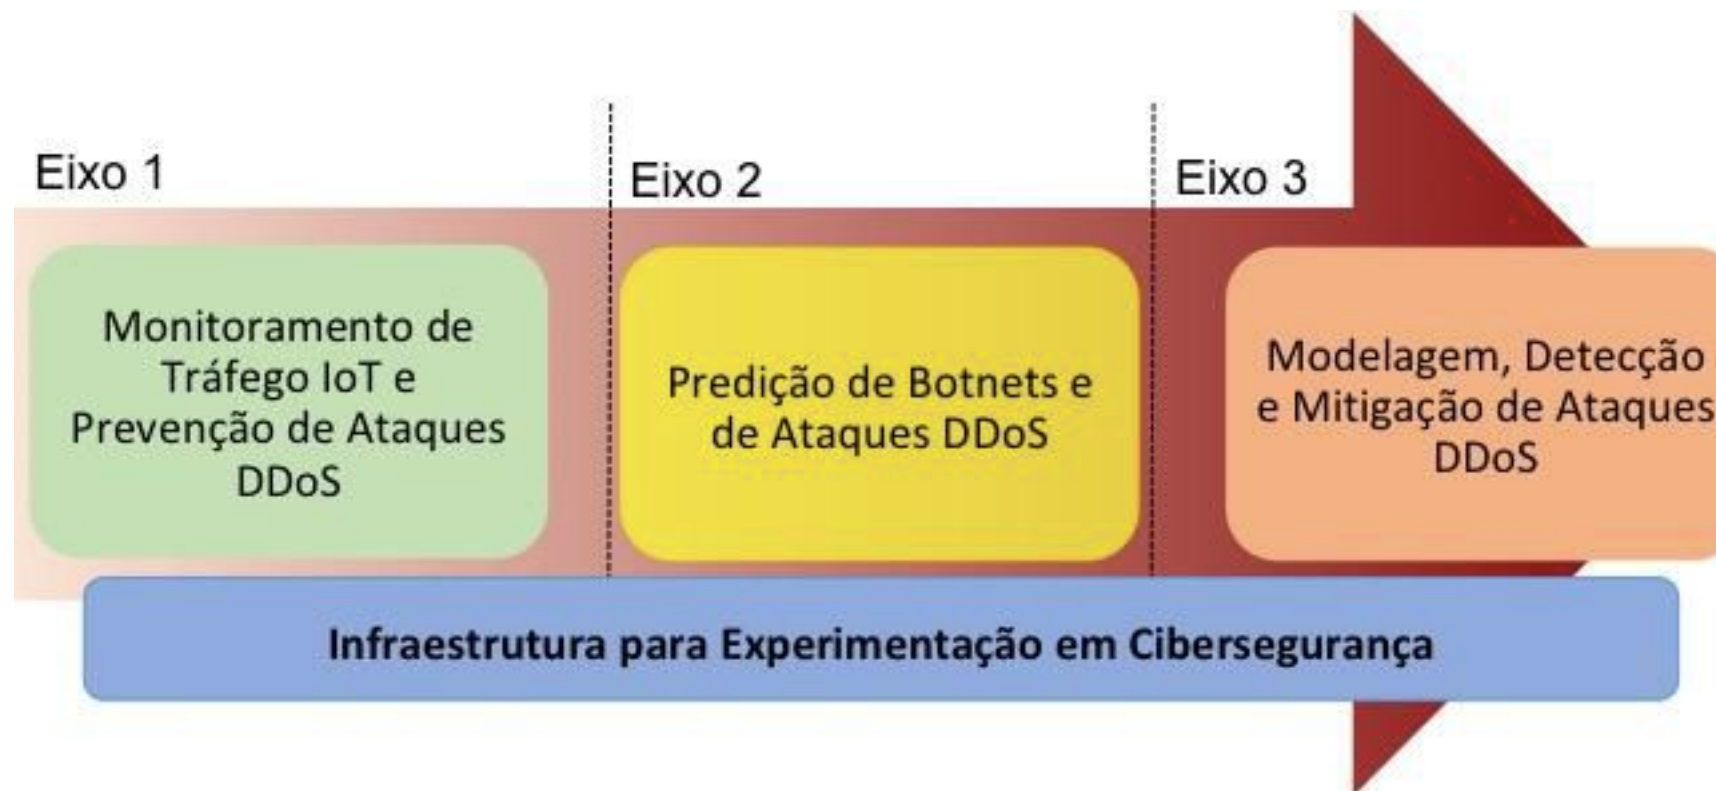 Eixo 1
Eixo 2
Eixo 3
Monitoramento de
Tráfego IoT e
Prevenção de Ataques
DDoS
Predição de Botnets e
de Ataques DDoS
Modelagem, Detecção
e Mitigação de Ataques
DDoS
Infraestrutura para Experimentação em Cibersegurança